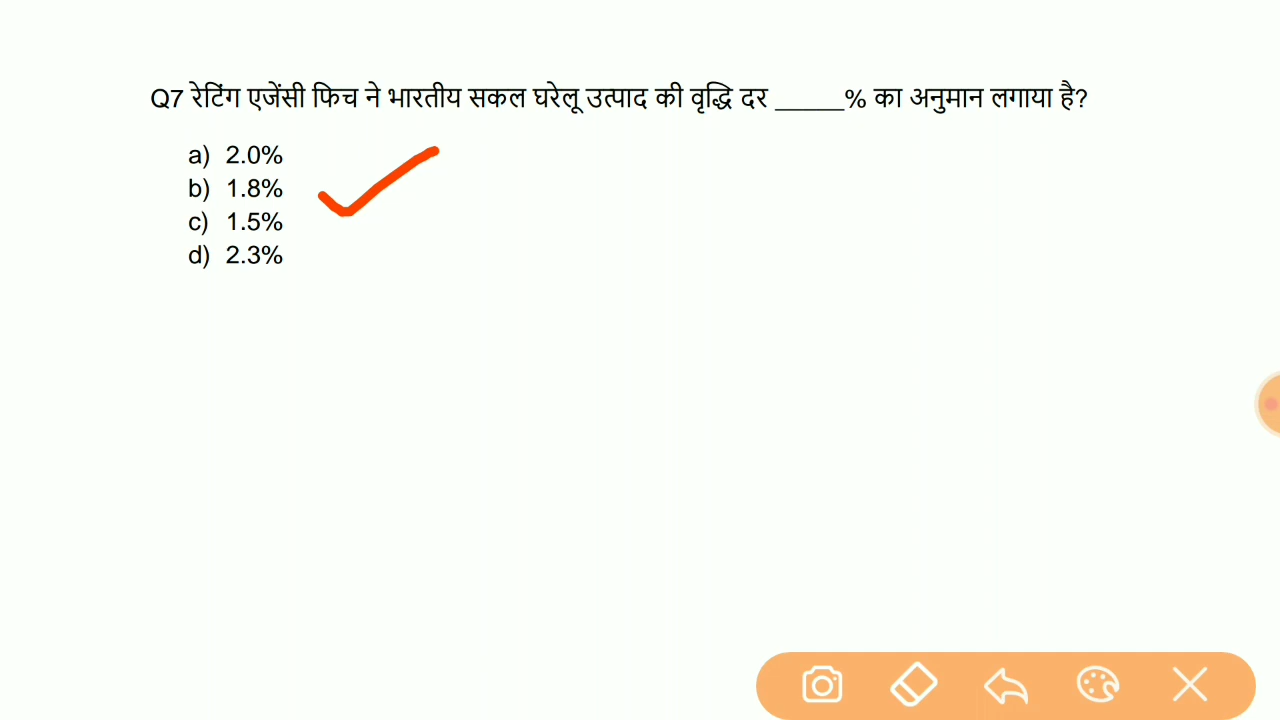 Q7 रेटिंग एजेंसी फिच ने भारतीय सकल घरेलू उत्पाद की वृद्धि दर _____% का अनुमान लगाया है?
a) 2.0%
b) 1.8%
c) 1.5%
d) 2.3%